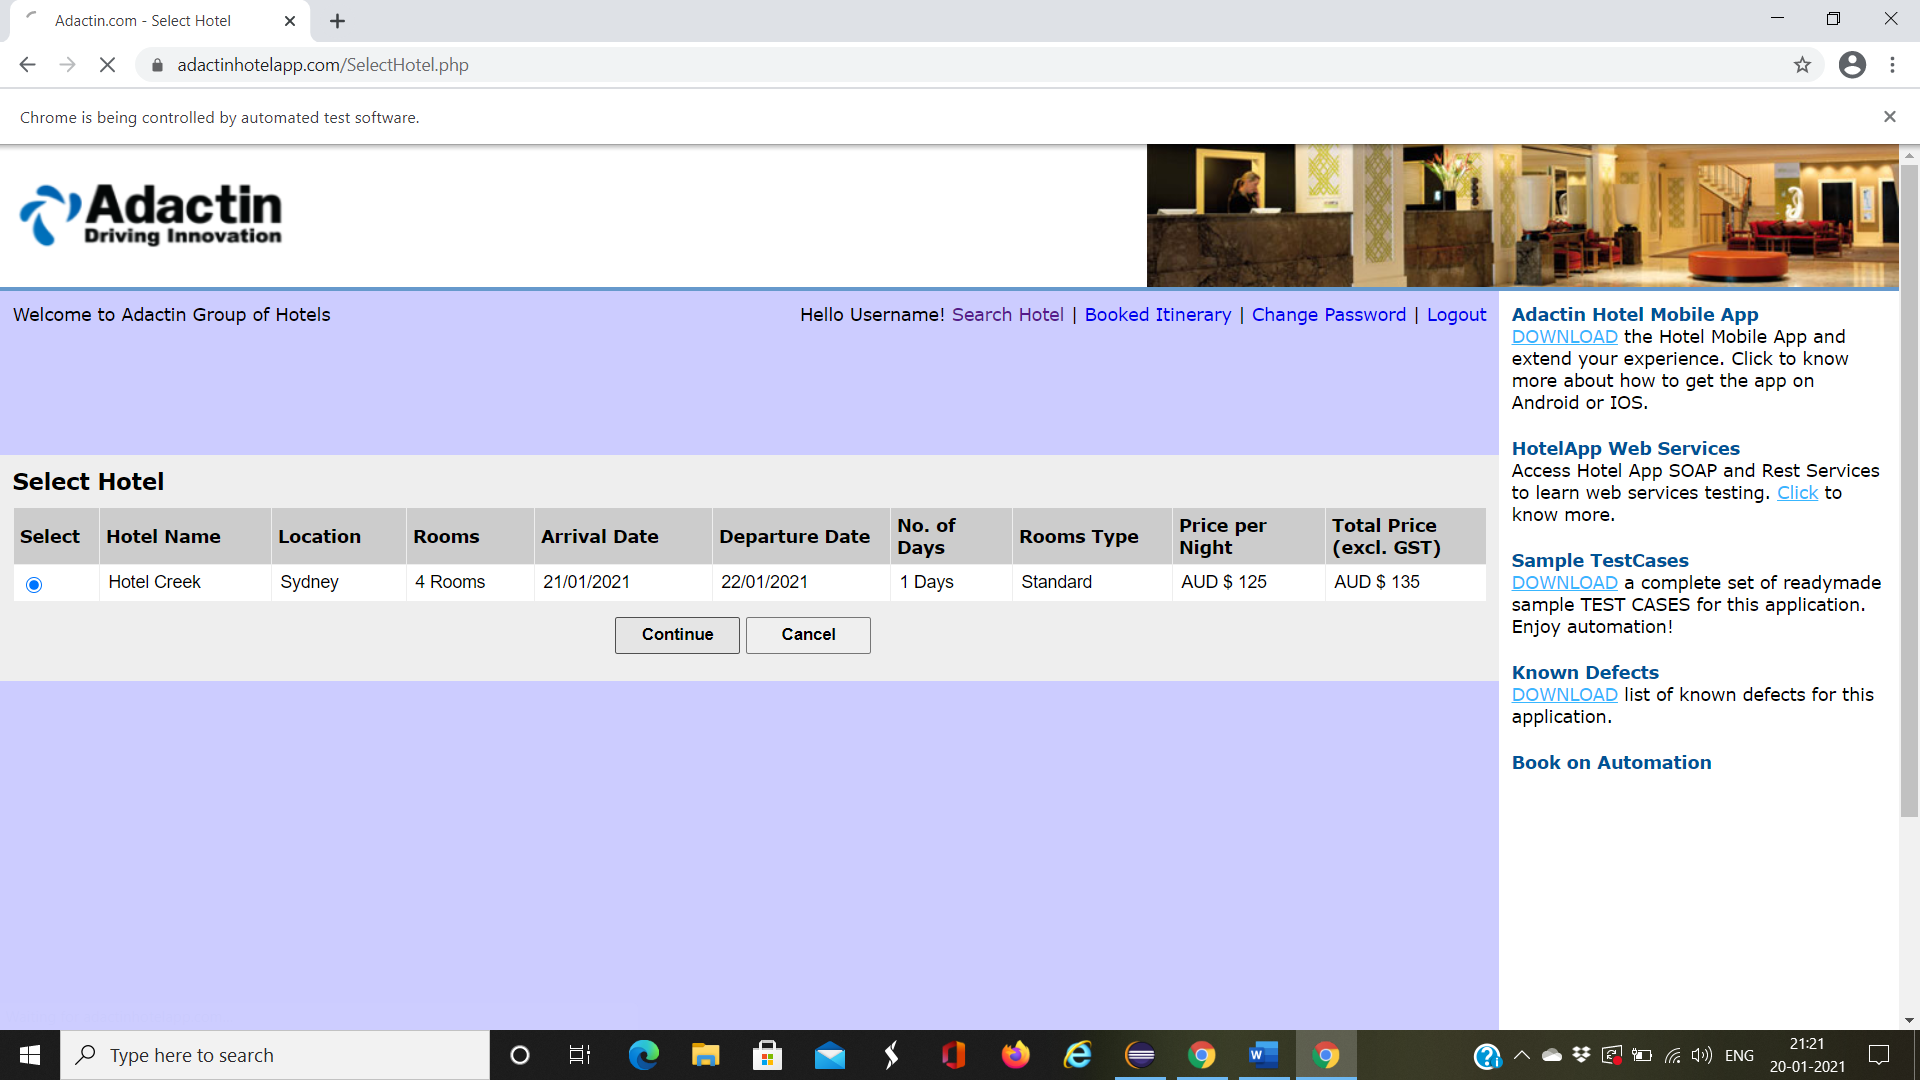 Adactin.com - Select Hotel
adactinhotelapp.com/SelectHotel.php
Chrome is being controlled by automated test software.
Adactin
Driving Innovation
Welcome to Adactin Group of Hotels
Hello Username! Search Hotel | Booked Itinerary | Change Password | Logout
Select Hotel
Select Hotel Name Location Rooms Arrival Date Departure Date No. of Days Rooms Type Price per Night Total Price (excl. GST)
Hotel Creek Sydney 4 Rooms 21/01/2021 22/01/2021 1 Days Standard AUD $ 125 AUD $ 135
Continue Cancel
Adactin Hotel Mobile App
DOWNLOAD the Hotel Mobile App and
extend your experience. Click to know
more about how to get the app on
Android or IOS.
HotelApp Web Services
Access Hotel App SOAP and Rest Services
to learn web services testing. Click to
know more.
Sample TestCases
DOWNLOAD a complete set of readymade
sample TEST CASES for this application.
Enjoy automation!
Known Defects
DOWNLOAD list of known defects for this
application.
Book on Automation
Type here to search
ENG
21:21
20-01-2021